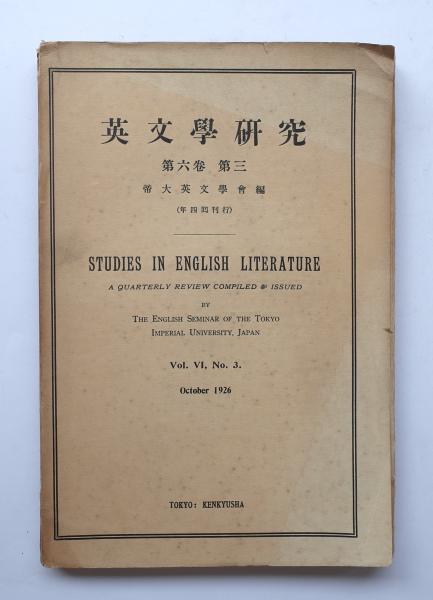 英文學研究
第六卷 第三
帝大英文學會編
(年四囘刊行)
STUDIES IN ENGLISH LITERATURE
A QUARTERLY REVIEW COMPILED & ISSUED
BY
THE ENGLISH SEMINAR OF THE TOKYO
IMPERIAL UNIVERSITY, JAPAN
Vol. VI, No. 3.
October 1926
TOKYO: KENKYUSHA